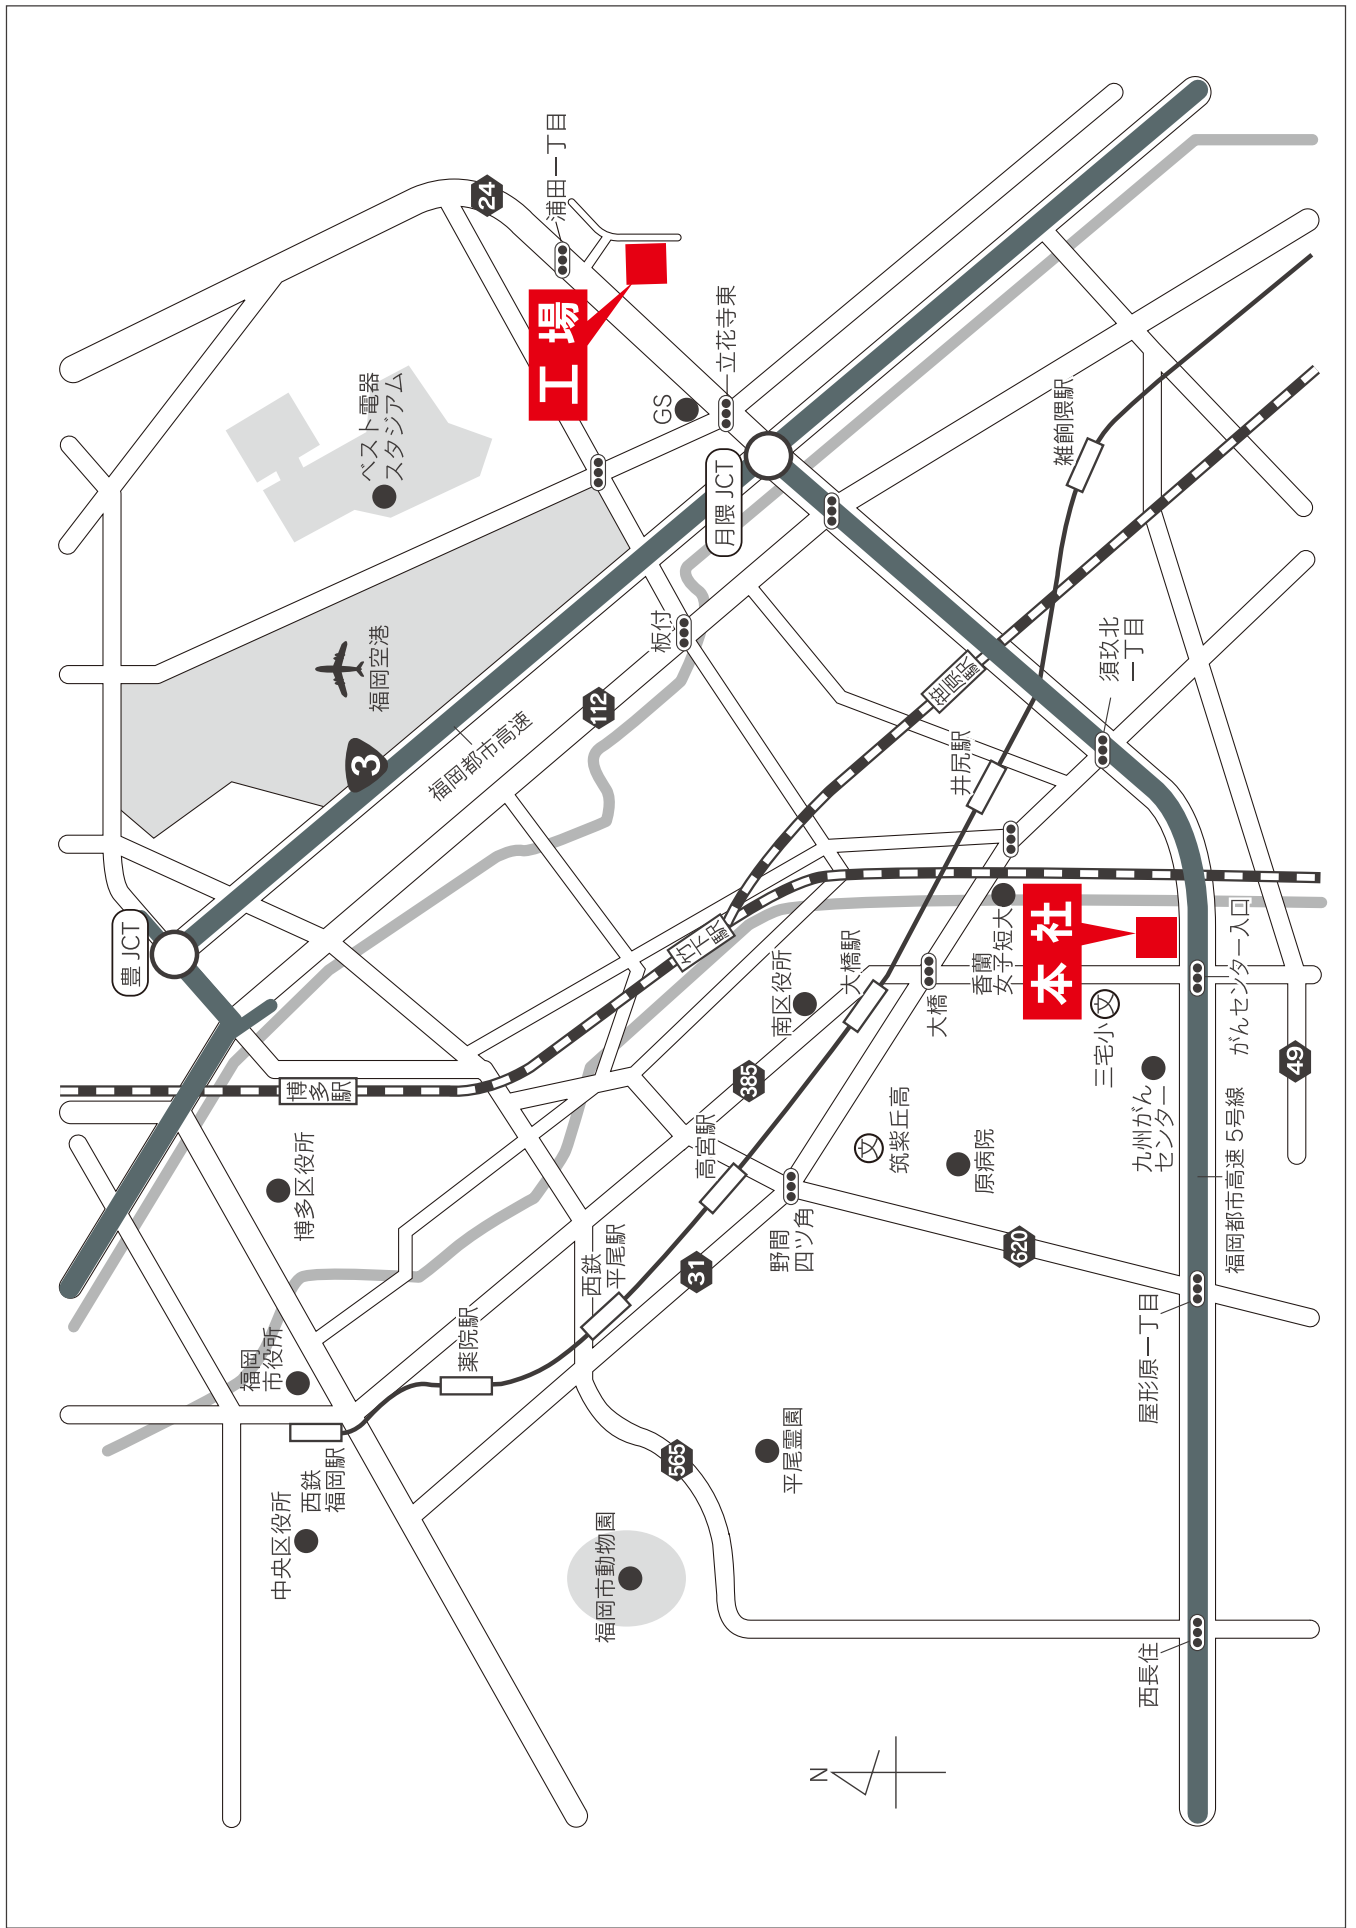 24
浦田一丁目
工場
立花寺東
GS
ベスト電器
スタジアム
月隈 JCT
雑餉隈駅
板付
福岡空港
3
福岡都市高速
112
須玖北
一丁目
笹原駅
井尻駅
豊 JCT
竹下駅
大橋駅
南区役所
大橋
香蘭
女子短大
本社
がんセンター入口
三宅小
文
49
九州がん
センター
福岡都市高速 5号線
博多駅
博多区役所
385
高宮駅
文
筑紫丘高
原病院
野間
四ツ角
620
31
西鉄
平尾駅
薬院駅
屋形原一丁目
福岡
市役所
西鉄
福岡駅
中央区役所
565
平尾霊園
福岡市動物園
西長住
N